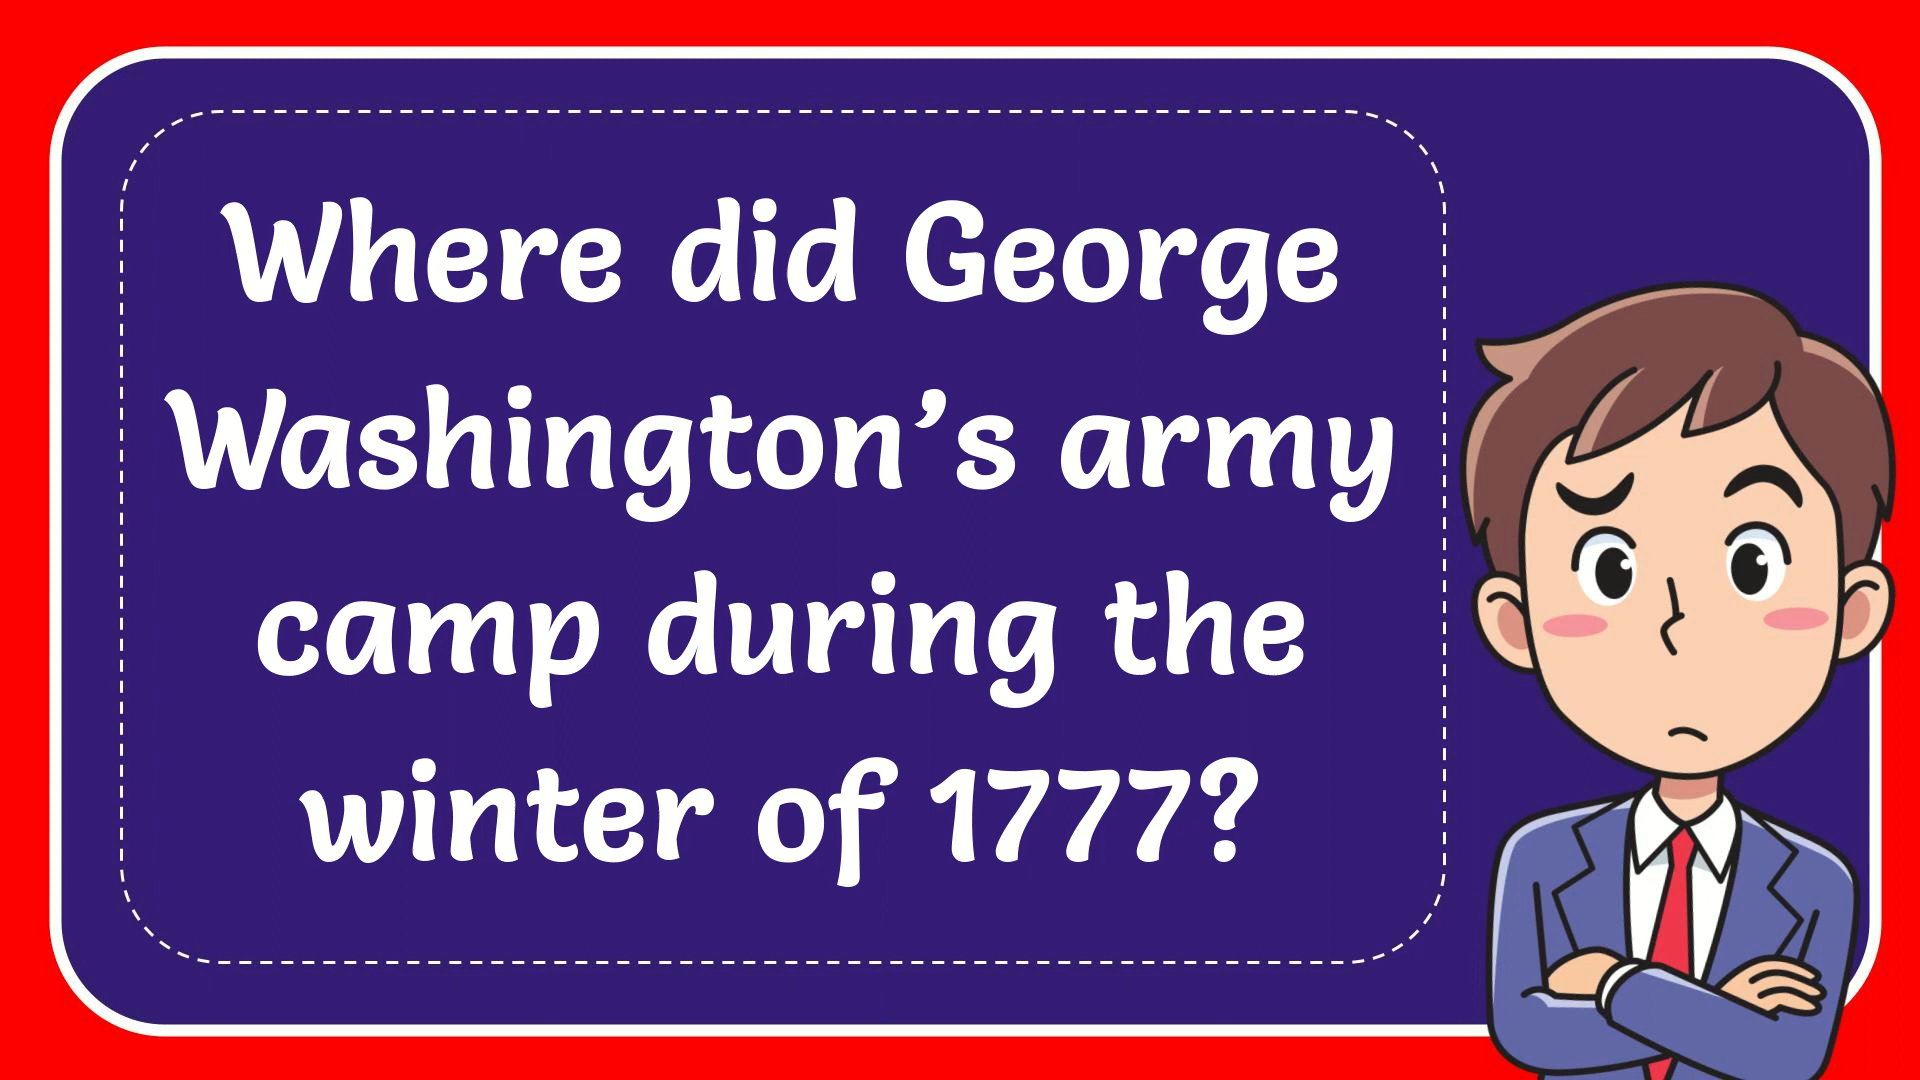 Where did George
Washington’s army
camp during the
winter of 1777?